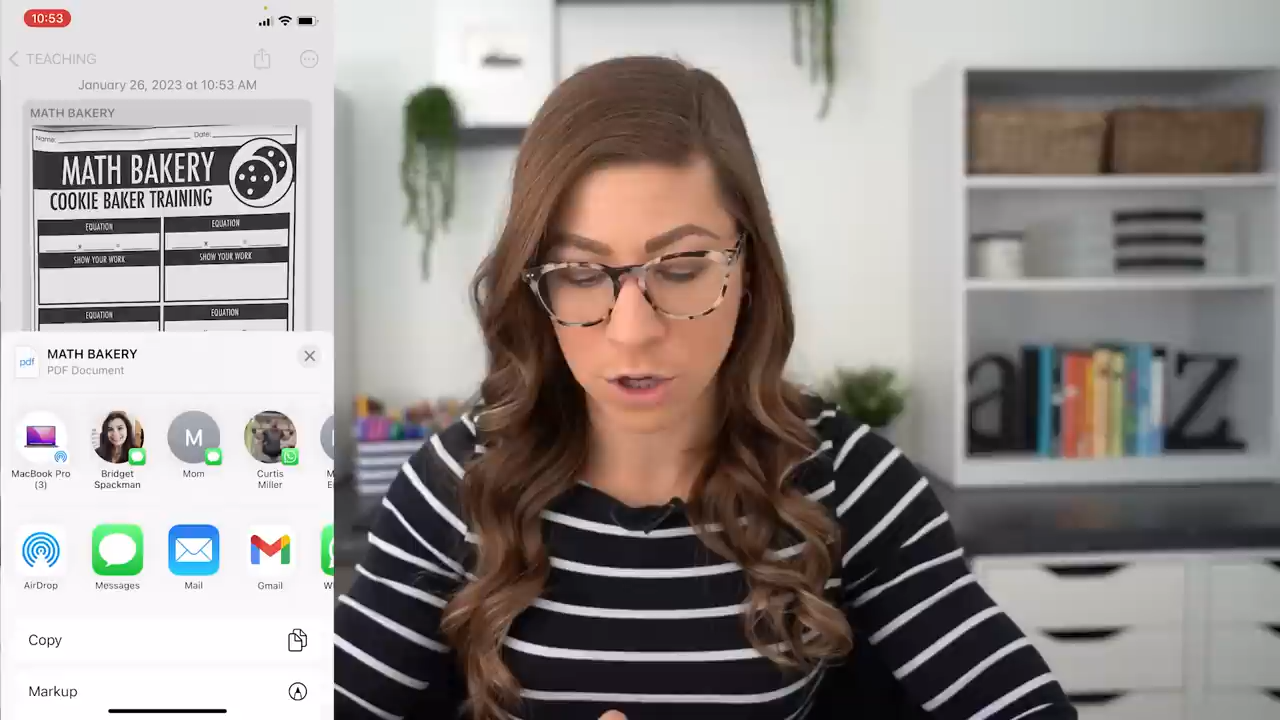 10:53
TEACHING
January 26, 2023 at 10:53 AM
MATH BAKERY
Name: Date:
MATH BAKERY
COOKIE BAKER TRAINING
EQUATION EQUATION
x = x =
SHOW YOUR WORK SHOW YOUR WORK
EQUATION EQUATION
pdf
MATH BAKERY
PDF Document
M
MacBook Pro
(3)
Bridget
Spackman
Mom
Curtis
Miller
AirDrop Messages Mail Gmail
Copy
Markup
a z